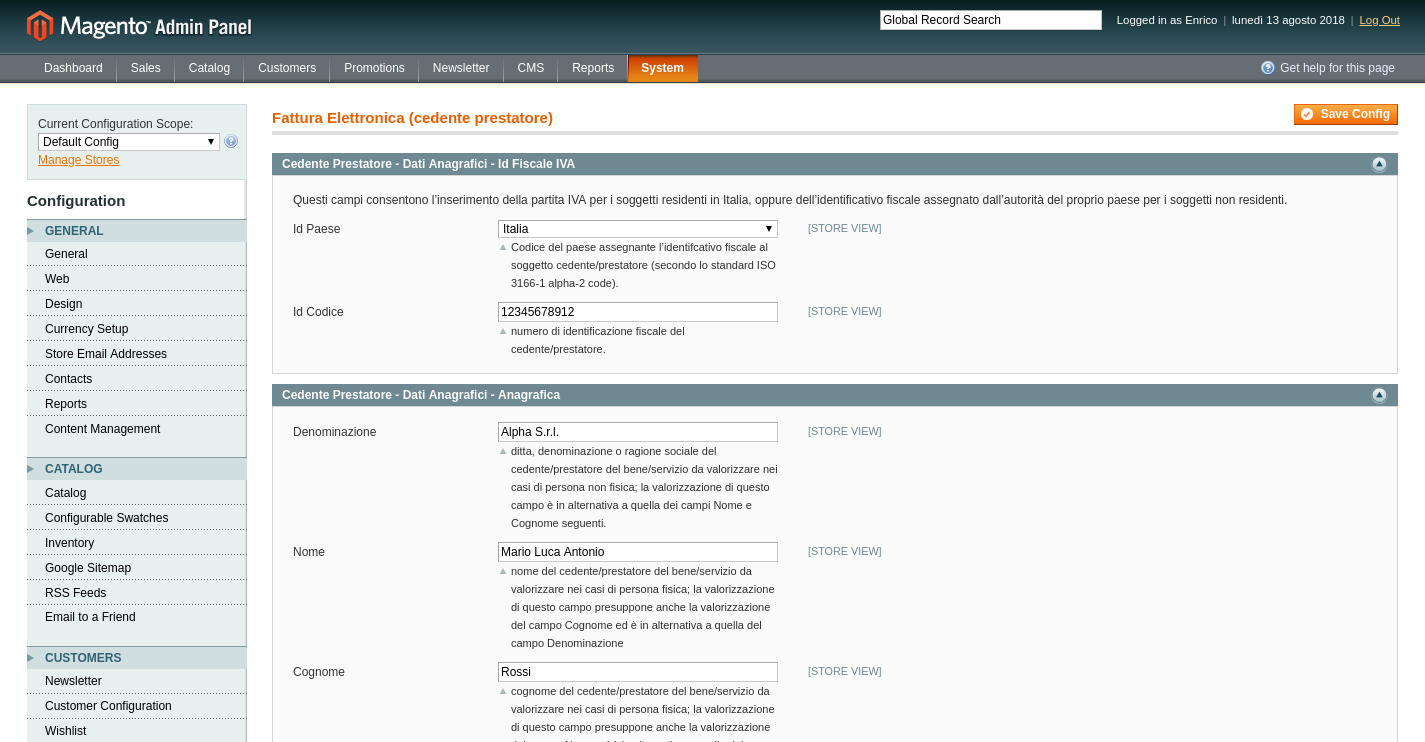 Magento™ Admin Panel
Global Record Search
Logged in as Enrico | lunedì 13 agosto 2018 | Log Out
Dashboard Sales Catalog Customers Promotions Newsletter CMS Reports System
Get help for this page
Current Configuration Scope:
Default Config
Manage Stores
Configuration
GENERAL
General
Web
Design
Currency Setup
Store Email Addresses
Contacts
Reports
Content Management
CATALOG
Catalog
Configurable Swatches
Inventory
Google Sitemap
RSS Feeds
Email to a Friend
CUSTOMERS
Newsletter
Customer Configuration
Wishlist
Fattura Elettronica (cedente prestatore)
Save Config
Cedente Prestatore - Dati Anagrafici - Id Fiscale IVA
Questi campi consentono l’inserimento della partita IVA per i soggetti residenti in Italia, oppure dell’identificativo fiscale assegnato dall’autorità del proprio paese per i soggetti non residenti.
Id Paese
Italia
[STORE VIEW]
Codice del paese assegnante l’identifcativo fiscale al
soggetto cedente/prestatore (secondo lo standard ISO
3166-1 alpha-2 code).
Id Codice
12345678912
[STORE VIEW]
numero di identificazione fiscale del
cedente/prestatore.
Cedente Prestatore - Dati Anagrafici - Anagrafica
Denominazione
Alpha S.r.l.
[STORE VIEW]
ditta, denominazione o ragione sociale del
cedente/prestatore del bene/servizio da valorizzare nei
casi di persona non fisica; la valorizzazione di questo
campo è in alternativa a quella dei campi Nome e
Cognome seguenti.
Nome
Mario Luca Antonio
[STORE VIEW]
nome del cedente/prestatore del bene/servizio da
valorizzare nei casi di persona fisica; la valorizzazione
di questo campo presuppone anche la valorizzazione
del campo Cognome ed è in alternativa a quella del
campo Denominazione
Cognome
Rossi
[STORE VIEW]
cognome del cedente/prestatore del bene/servizio da
valorizzare nei casi di persona fisica; la valorizzazione
di questo campo presuppone anche la valorizzazione